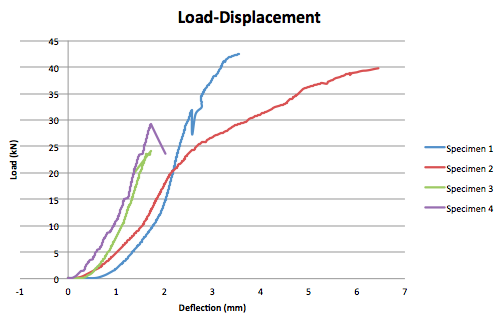 Load-Displacement
45
40
35
30
25
20
15
10
5
0
Load (kN)
-1 0 1 2 3 4 5 6 7
Deflection (mm)
Specimen 1
Specimen 2
Specimen 3
Specimen 4